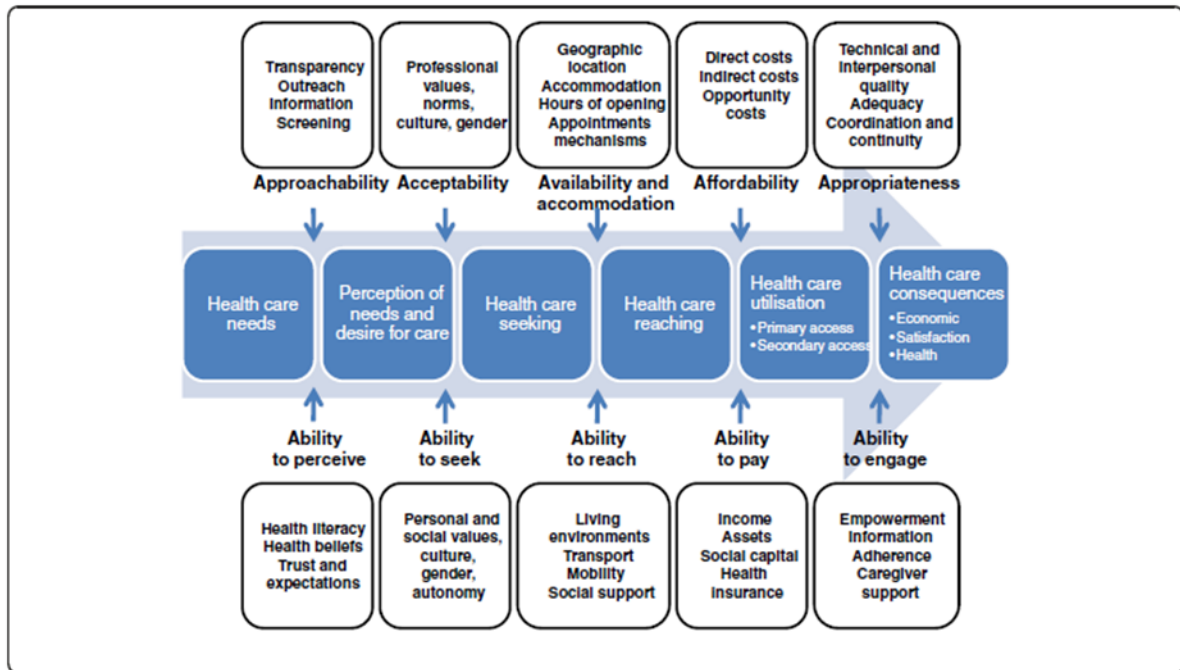 Transparency
Outreach
Information
Screening
Professional
values,
norms,
culture, gender
Geographic
location
Accommodation
Hours of opening
Appointments
mechanisms
Direct costs
Indirect costs
Opportunity
costs
Technical and
interpersonal
quality
Adequacy
Coordination and
continuity
Approachability
Acceptability
Availability and
accommodation
Affordability
Appropriateness
Health care
needs
Perception of
needs and
desire for care
Health care
seeking
Health care
reaching
Health care
utilisation
•Primary access
•Secondary access
Health care
consequences
•Economic
•Satisfaction
•Health
Ability
to perceive
Ability
to seek
Ability
to reach
Ability
to pay
Ability
to engage
Health literacy
Health beliefs
Trust and
expectations
Personal and
social values,
culture,
gender,
autonomy
Living
environments
Transport
Mobility
Social support
Income
Assets
Social capital
Health
insurance
Empowerment
Information
Adherence
Caregiver
support